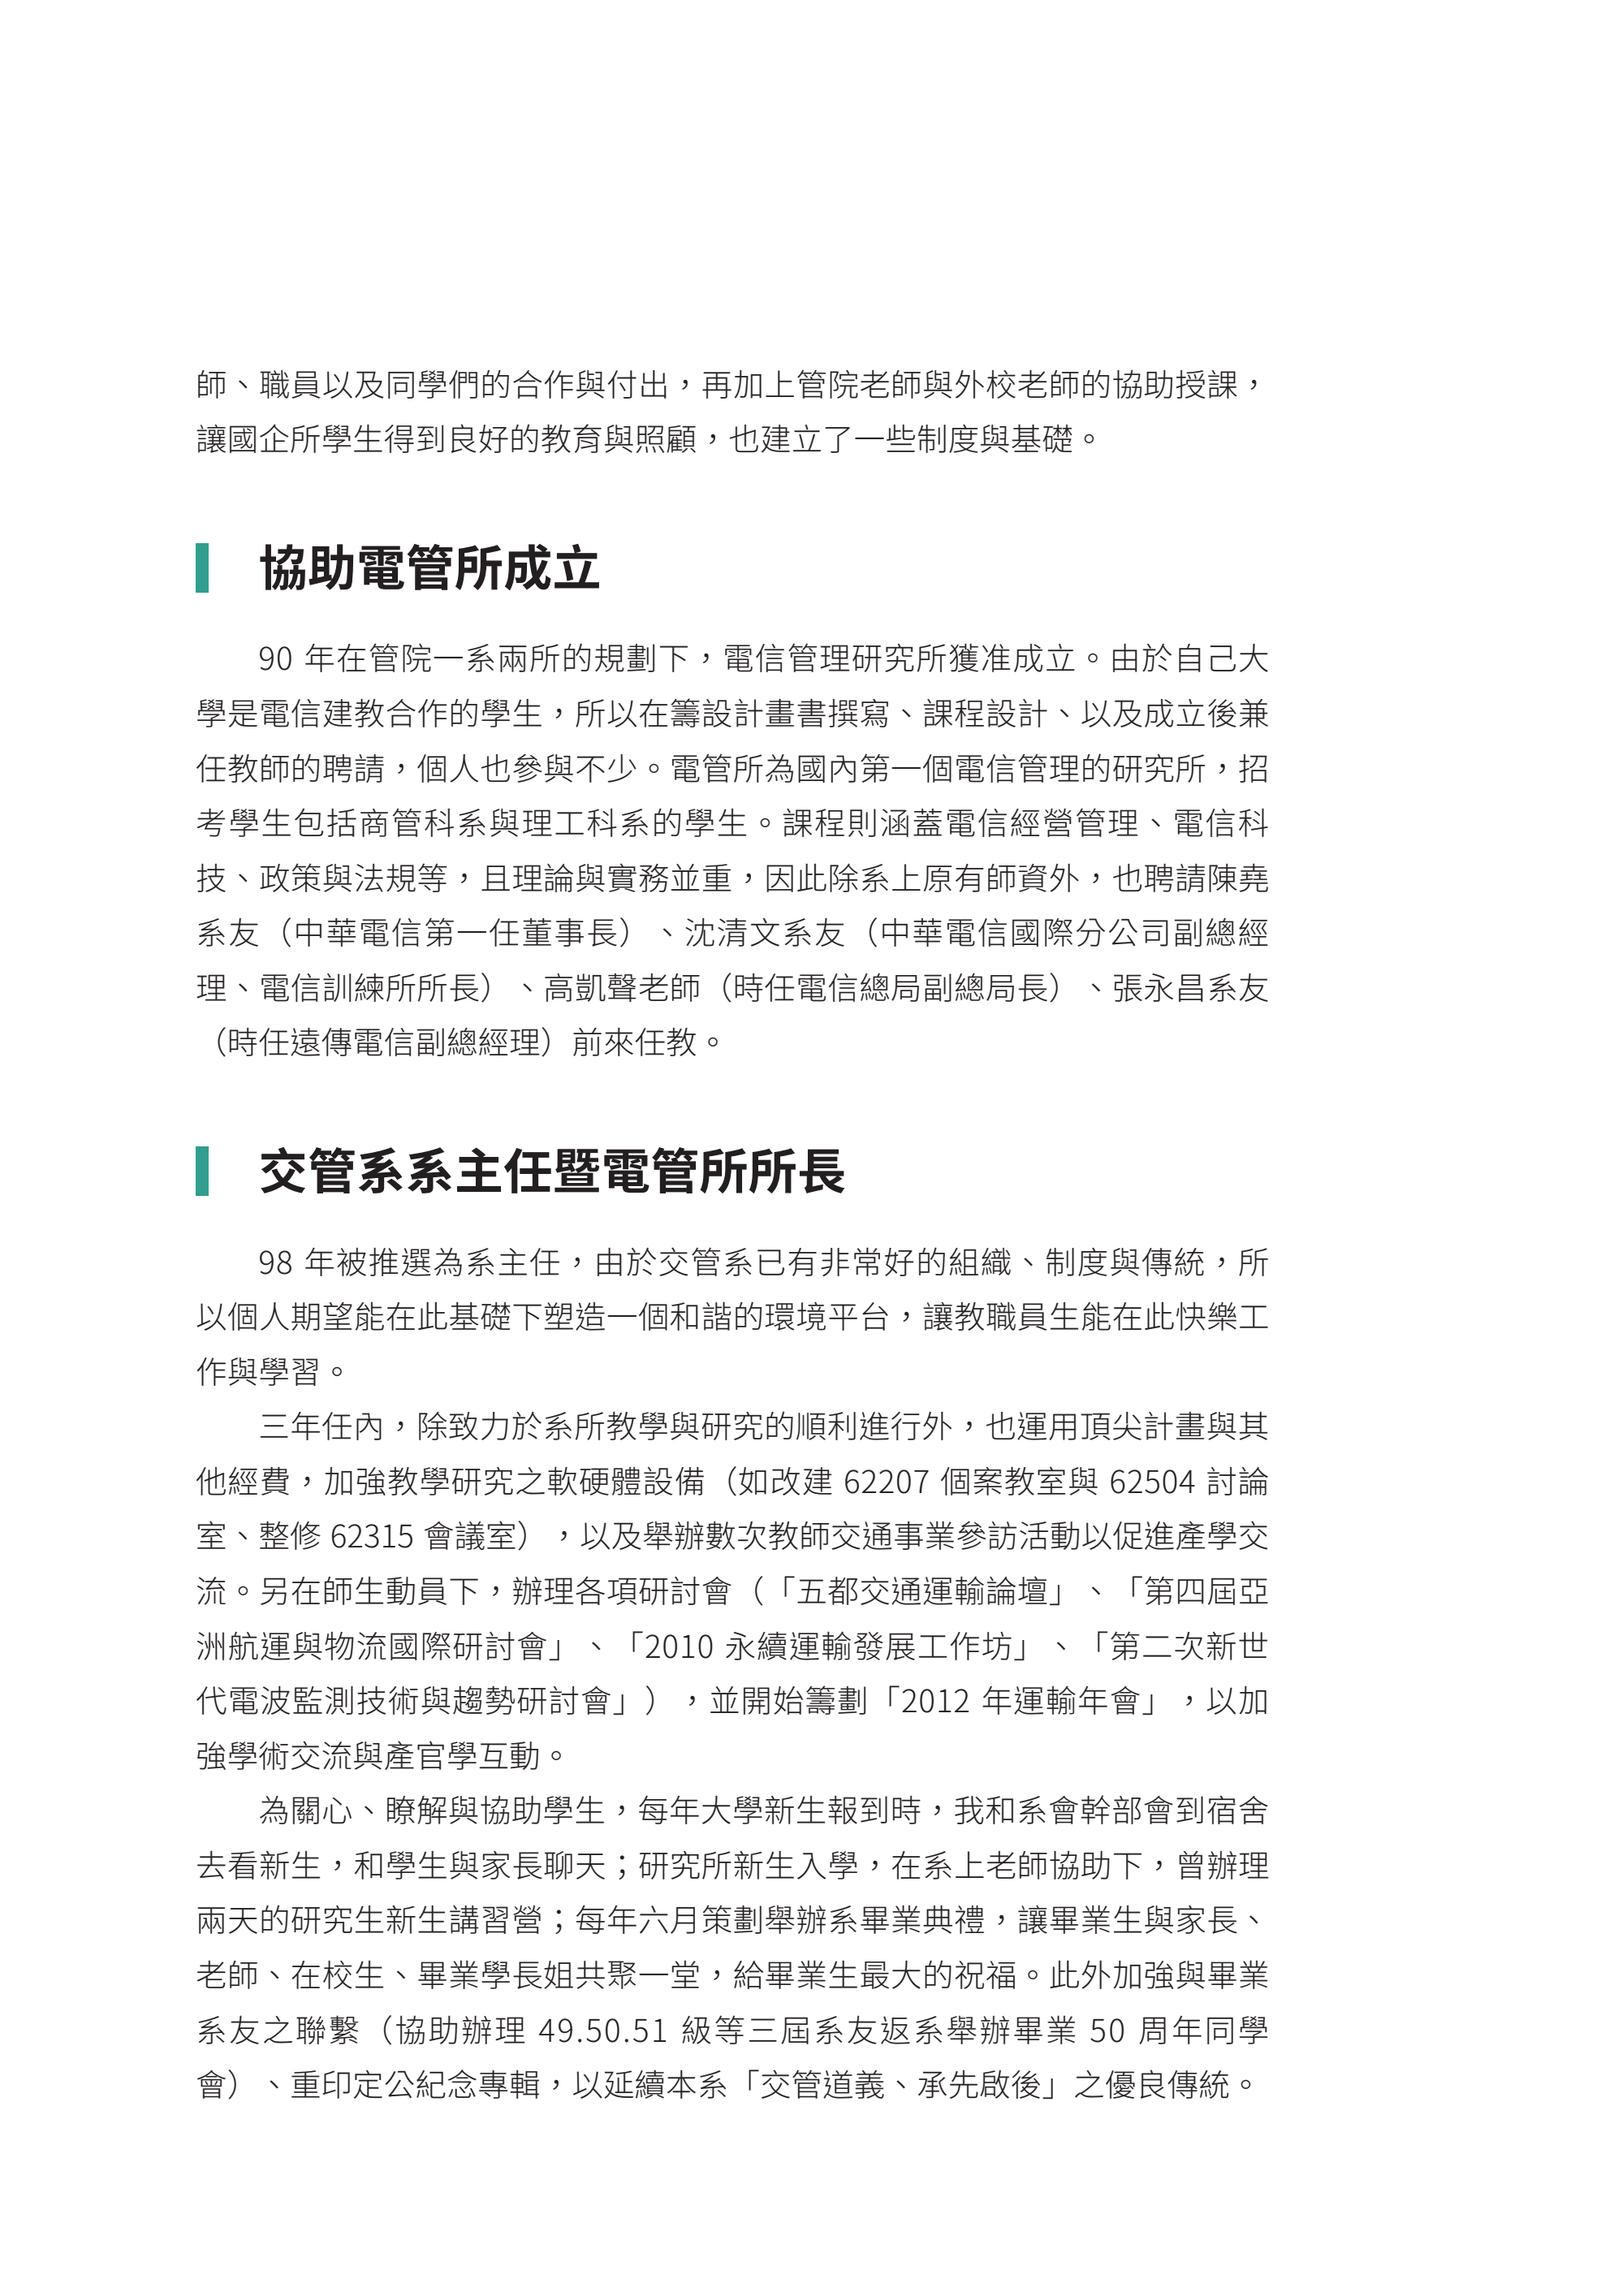 師、職員以及同學們的合作與付出，再加上管院老師與外校老師的協助授課，
讓國企所學生得到良好的教育與照顧，也建立了一些制度與基礎。
協助電管所成立
90 年在管院一系兩所的規劃下，電信管理研究所獲准成立。由於自己大
學是電信建教合作的學生，所以在籌設計畫書撰寫、課程設計、以及成立後兼
任教師的聘請，個人也參與不少。電管所為國內第一個電信管理的研究所，招
考學生包括商管科系與理工科系的學生。課程則涵蓋電信經營管理、電信科
技、政策與法規等，且理論與實務並重，因此除系上原有師資外，也聘請陳堯
系友（中華電信第一任董事長）、沈清文系友（中華電信國際分公司副總經
理、電信訓練所所長）、高凱聲老師（時任電信總局副總局長）、張永昌系友
（時任遠傳電信副總經理）前來任教。
交管系系主任暨電管所所長
98 年被推選為系主任，由於交管系已有非常好的組織、制度與傳統，所
以個人期望能在此基礎下塑造一個和諧的環境平台，讓教職員生能在此快樂工
作與學習。
三年任內，除致力於系所教學與研究的順利進行外，也運用頂尖計畫與其
他經費，加強教學研究之軟硬體設備（如改建 62207 個案教室與 62504 討論
室、整修 62315 會議室），以及舉辦數次教師交通事業參訪活動以促進產學交
流。另在師生動員下，辦理各項研討會（「五都交通運輸論壇」、「第四屆亞
洲航運與物流國際研討會」、「2010 永續運輸發展工作坊」、「第二次新世
代電波監測技術與趨勢研討會」），並開始籌劃「2012 年運輸年會」，以加
強學術交流與產官學互動。
為關心、瞭解與協助學生，每年大學新生報到時，我和系會幹部會到宿舍
去看新生，和學生與家長聊天；研究所新生入學，在系上老師協助下，曾辦理
兩天的研究生新生講習營；每年六月策劃舉辦系畢業典禮，讓畢業生與家長、
老師、在校生、畢業學長姐共聚一堂，給畢業生最大的祝福。此外加強與畢業
系友之聯繫（協助辦理 49.50.51 級等三屆系友返系舉辦畢業 50 周年同學
會）、重印定公紀念專輯，以延續本系「交管道義、承先啟後」之優良傳統。